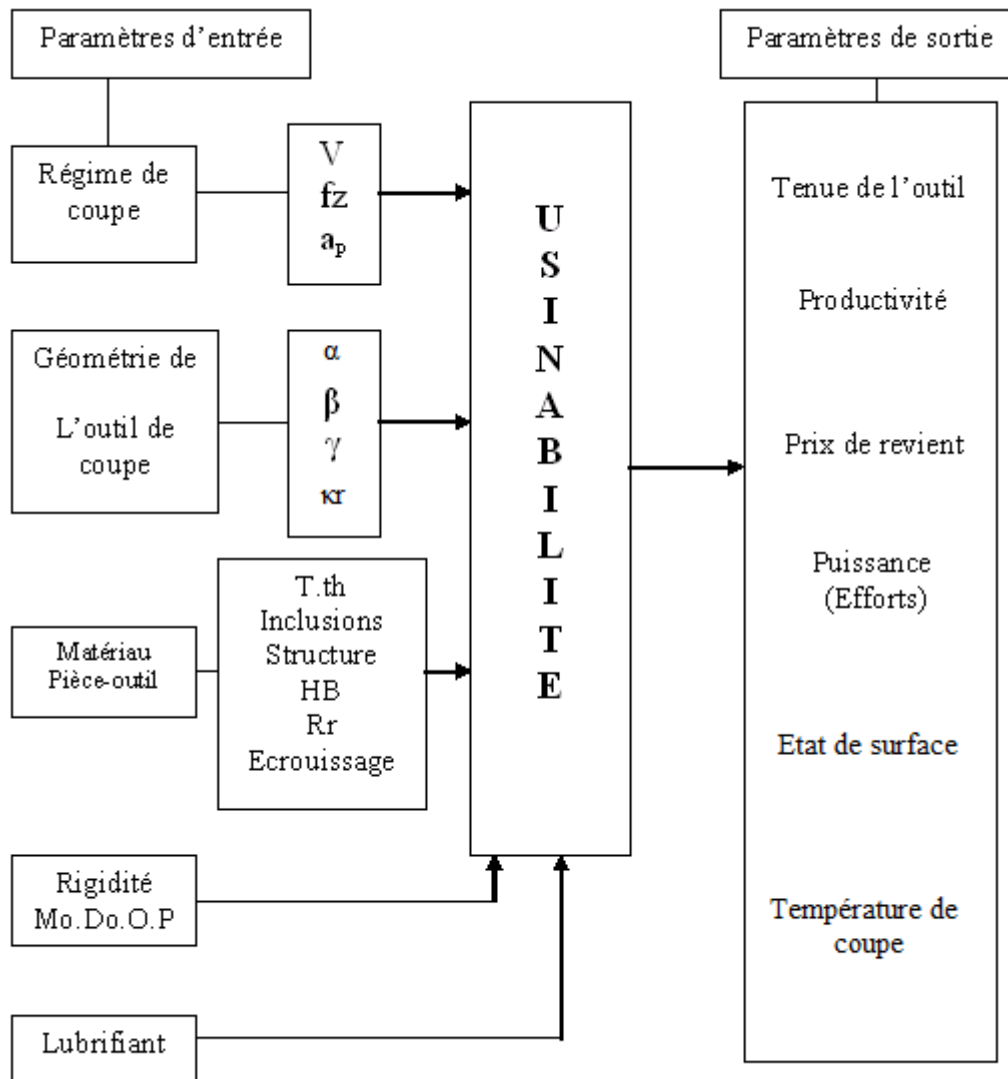 Paramètres d'entrée
Paramètres de sortie
Régime de
coupe
V
fz
ap
Géométrie de
L'outil de
coupe
α
β
γ
κr
Matériau
Pièce-outil
T.th
Inclusions
Structure
HB
Rr
Ecrouissage
Rigidité
Mo.Do.O.P
Lubrifiant
U
S
I
N
A
B
I
L
I
T
E
Tenue de l'outil
Productivité
Prix de revient
Puissance
(Efforts)
Etat de surface
Température de
coupe